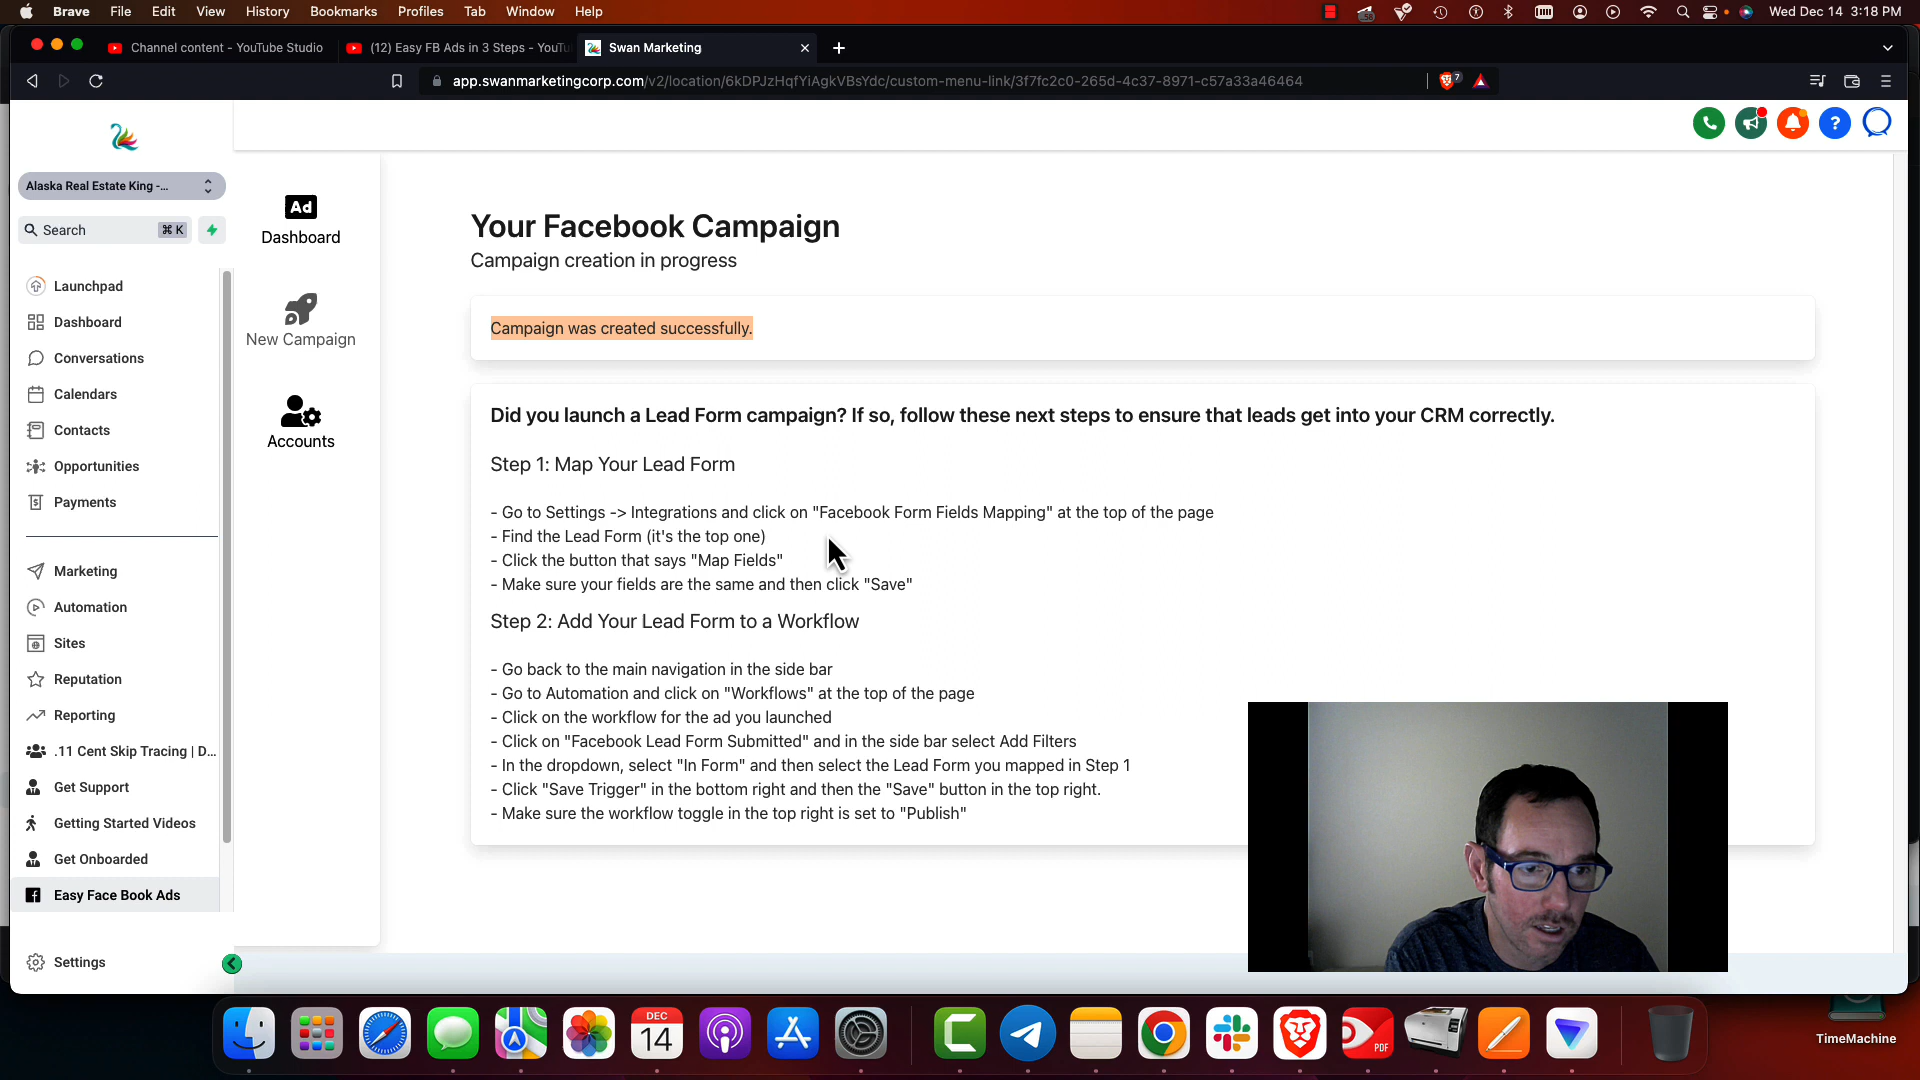 Brave File Edit View History Bookmarks Profiles Tab Window Help
Wed Dec 14 3:18 PM
Channel content - YouTube Studio
(12) Easy FB Ads in 3 Steps - YouTu
Swan Marketing
app.swanmarketingcorp.com/v2/location/6kDPJzHqfYiAgkVBsYdc/custom-menu-link/3f7fc2c0-265d-4c37-8971-c57a33a46464
7
Alaska Real Estate King -...
Search ⌘ K
Launchpad
Dashboard
Conversations
Calendars
Contacts
Opportunities
Payments
Marketing
Automation
Sites
Reputation
Reporting
.11 Cent Skip Tracing | D...
Get Support
Getting Started Videos
Get Onboarded
Easy Face Book Ads
Settings
Ad
Dashboard
New Campaign
Accounts
Your Facebook Campaign
Campaign creation in progress
Campaign was created successfully.
Did you launch a Lead Form campaign? If so, follow these next steps to ensure that leads get into your CRM correctly.
Step 1: Map Your Lead Form
- Go to Settings -> Integrations and click on "Facebook Form Fields Mapping" at the top of the page
- Find the Lead Form (it's the top one)
- Click the button that says "Map Fields"
- Make sure your fields are the same and then click "Save"
Step 2: Add Your Lead Form to a Workflow
- Go back to the main navigation in the side bar
- Go to Automation and click on "Workflows" at the top of the page
- Click on the workflow for the ad you launched
- Click on "Facebook Lead Form Submitted" and in the side bar select Add Filters
- In the dropdown, select "In Form" and then select the Lead Form you mapped in Step 1
- Click "Save Trigger" in the bottom right and then the "Save" button in the top right.
- Make sure the workflow toggle in the top right is set to "Publish"
DEC
14
PDF
TimeMachine